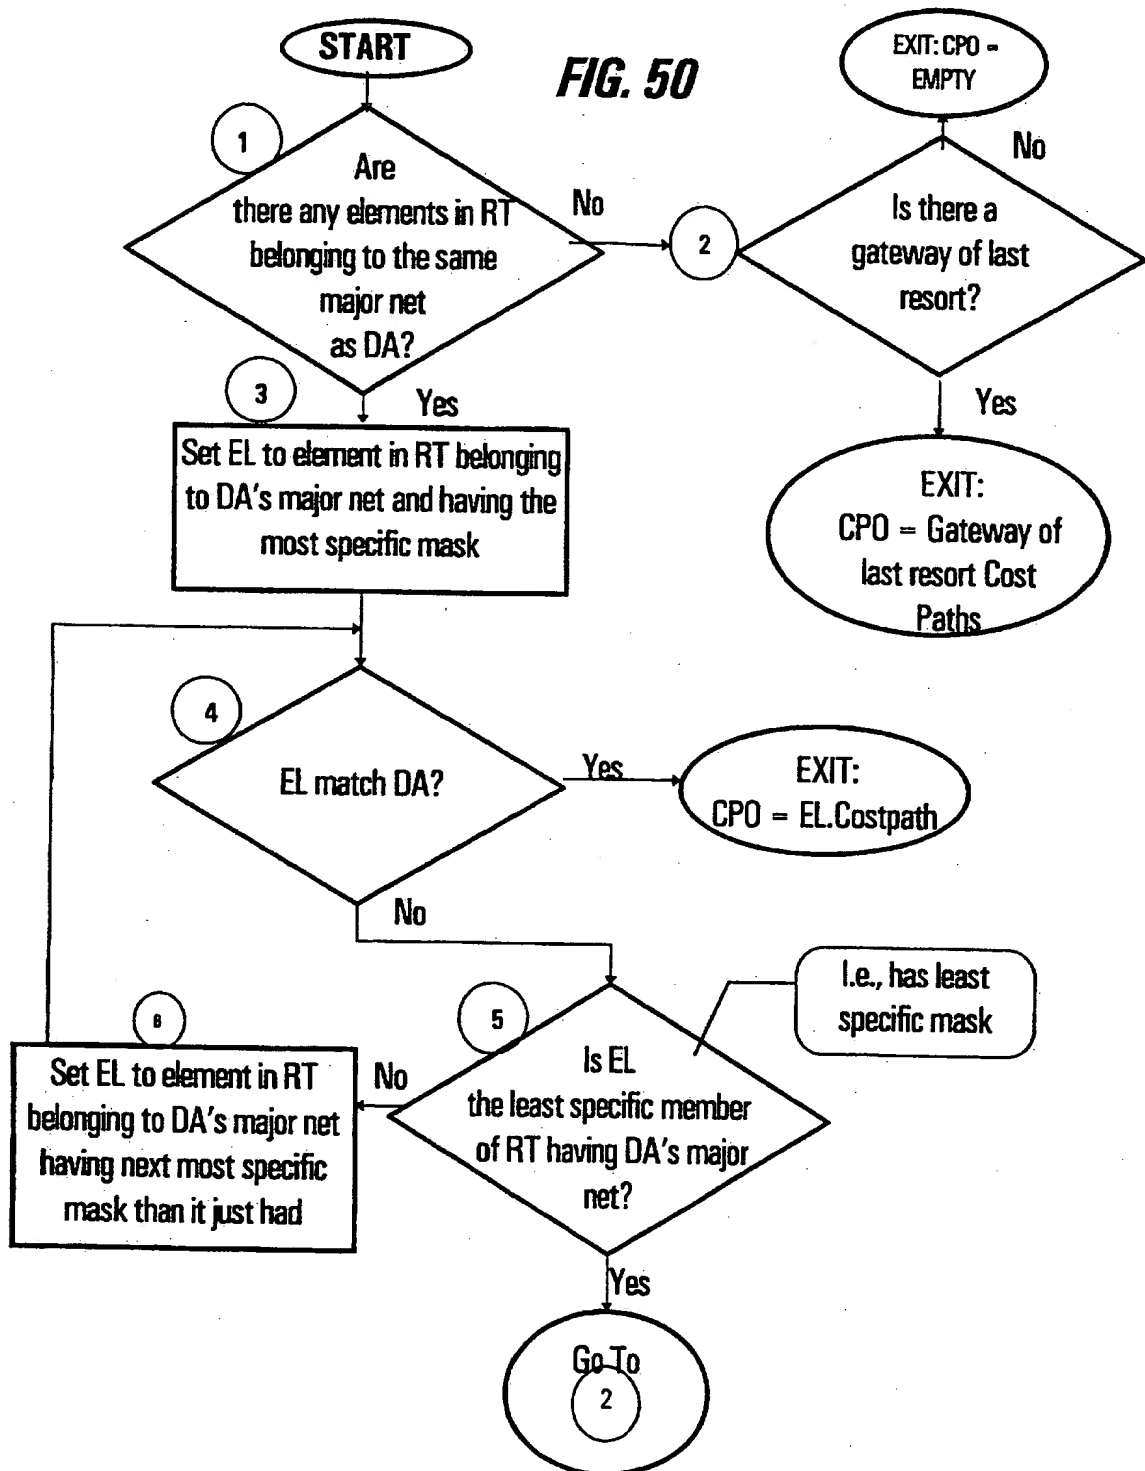 START
FIG. 50
EXIT: CPO =
EMPTY
1
Are
there any elements in RT
belonging to the same
major net
as DA?
No
2
Is there a
gateway of last
resort?
No
Yes
EXIT:
CPO = Gateway of
last resort Cost
Paths
3
Yes
Set EL to element in RT belonging
to DA's major net and having the
most specific mask
4
EL match DA?
Yes
EXIT:
CPO = EL.Costpath
No
I.e., has least
specific mask
5
Is EL
the least specific member
of RT having DA's major
net?
No
6
Set EL to element in RT
belonging to DA's major net
having next most specific
mask than it just had
Yes
Go To
2